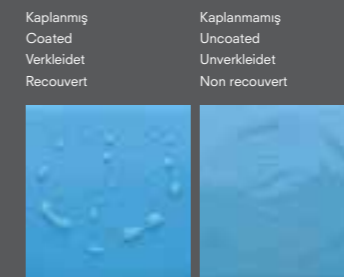 Kaplanmış
Coated
Verkleidet
Recouvert
Kaplanmamış
Uncoated
Unverkleidet
Non recouvert